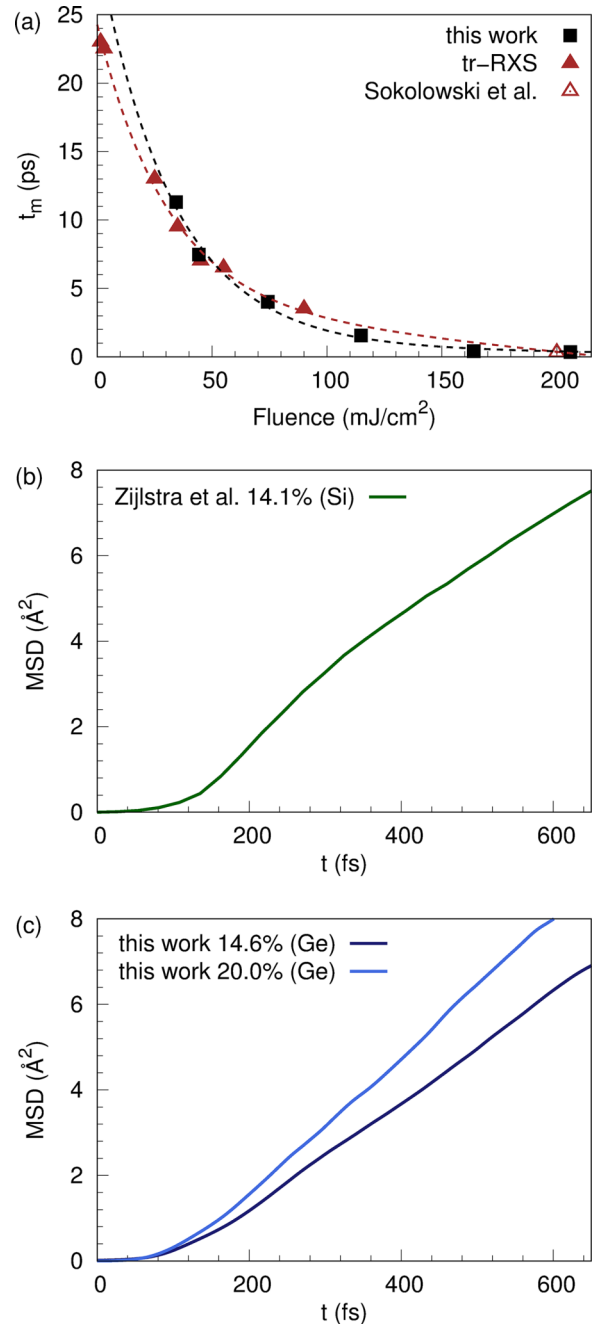 (a)
25
20
15
10
5
0
t_m (ps)
this work
tr-RXS
Sokolowski et al.
0 50 100 150 200
Fluence (mJ/cm²)
(b)
8
6
4
2
0
MSD (Å²)
Zijlstra et al. 14.1% (Si)
0 200 400 600
t (fs)
(c)
8
6
4
2
0
MSD (Å²)
this work 14.6% (Ge)
this work 20.0% (Ge)
0 200 400 600
t (fs)